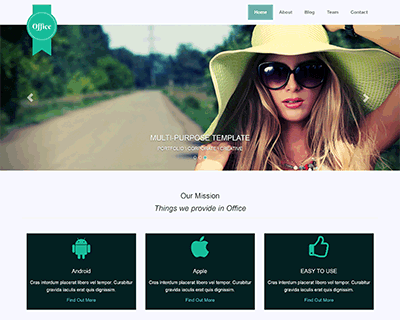 Office
Home About Blog Team Contact
MULTI-PURPOSE TEMPLATE
PORTFOLIO CORPORATE CREATIVE
Our Mission
Things we provide in Office
Android
Cras interdum placerat libero vel tempor. Curabitur
gravida iaculis erat quis dignissim.
Find Out More
Apple
Cras interdum placerat libero vel tempor. Curabitur
gravida iaculis erat quis dignissim.
Find Out More
EASY TO USE
Cras interdum placerat libero vel tempor. Curabitur
gravida iaculis erat quis dignissim.
Find Out More